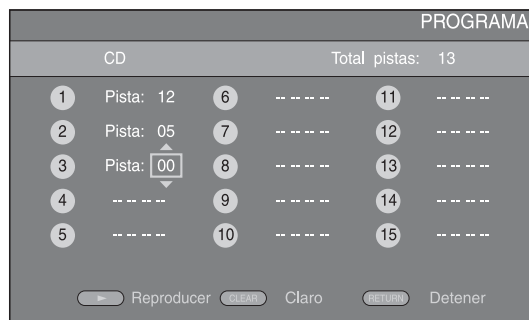 PROGRAMA
CD Total pistas: 13
1 Pista: 12 6 -- -- -- -- 11 -- -- -- --
2 Pista: 05 7 -- -- -- -- 12 -- -- -- --
3 Pista: 00 8 -- -- -- -- 13 -- -- -- --
4 -- -- -- -- 9 -- -- -- -- 14 -- -- -- --
5 -- -- -- -- 10 -- -- -- -- 15 -- -- -- --
Reproducer CLEAR Claro RETURN Detener